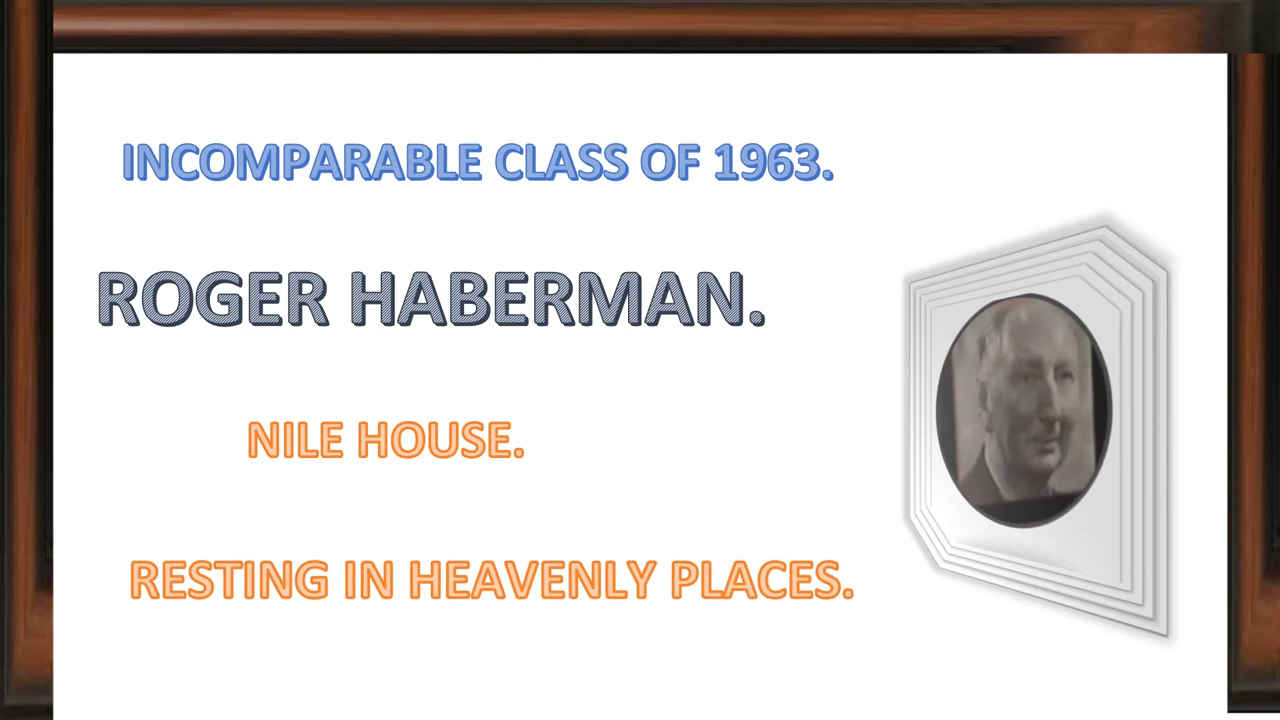 INCOMPARABLE CLASS OF 1963.
ROGER HABERMAN.
NILE HOUSE.
RESTING IN HEAVENLY PLACES.